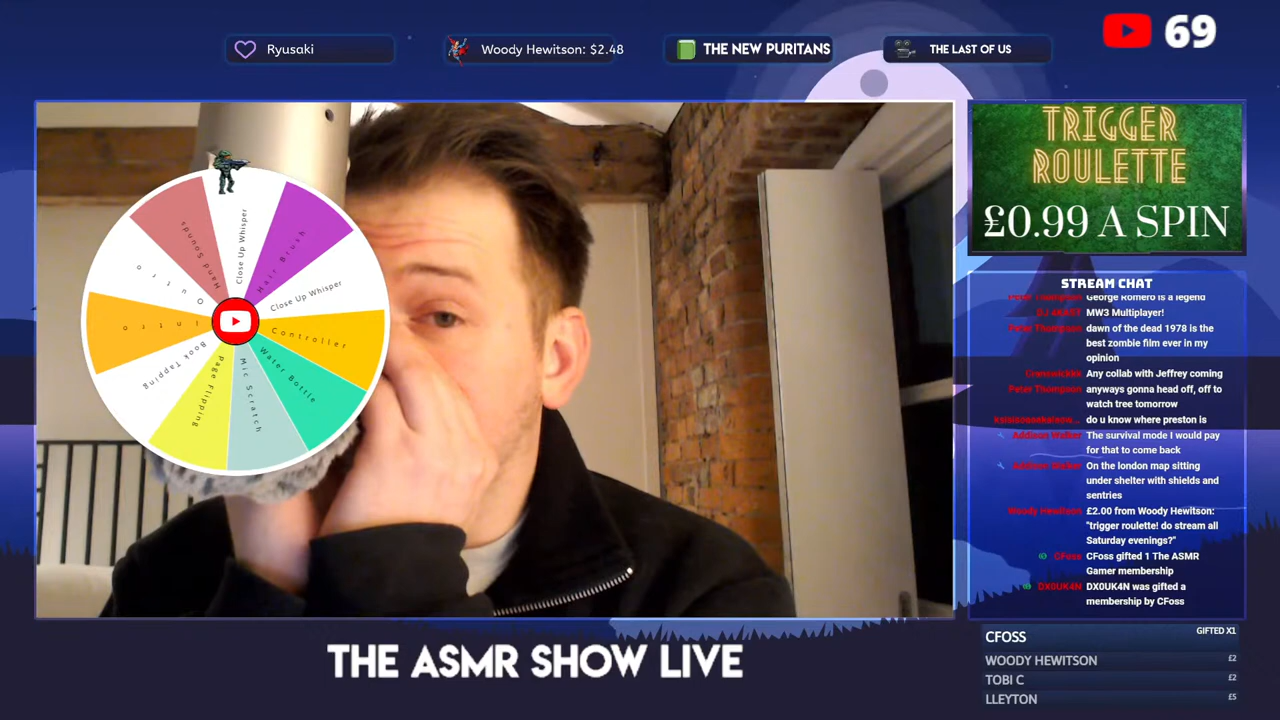 Ryusaki
Woody Hewitson: $2.48
THE NEW PURITANS
THE LAST OF US
69
TRIGGER
ROULETTE
£0.99 A SPIN
Close Up Whisper
Hair Brush
Close Up Whisper
Controller
Water Bottle
Mic Scratch
Page Flipping
Book Tapping
Intro
Outro
Hand Sounds
STREAM CHAT
Peter Thompson George Romero is a legend
MW3 Multiplayer!
Peter Thompson dawn of the dead 1978 is the
best zombie film ever in my
opinion
Any collab with Jeffrey coming
Peter Thompson anyways gonna head off, off to
watch tree tomorrow
do u know where preston is
Addison Walker The survival mode I would pay
for that to come back
Addison Walker On the london map sitting
under shelter with shields and
sentries
Woody Hewitson £2.00 from Woody Hewitson:
"trigger roulette! do stream all
Saturday evenings?"
CFoss CFoss gifted 1 The ASMR
Gamer membership
DX0UK4N DX0UK4N was gifted a
membership by CFoss
CFOSS GIFTED X1
WOODY HEWITSON £2
TOBI C £2
LLEYTON £5
THE ASMR SHOW LIVE